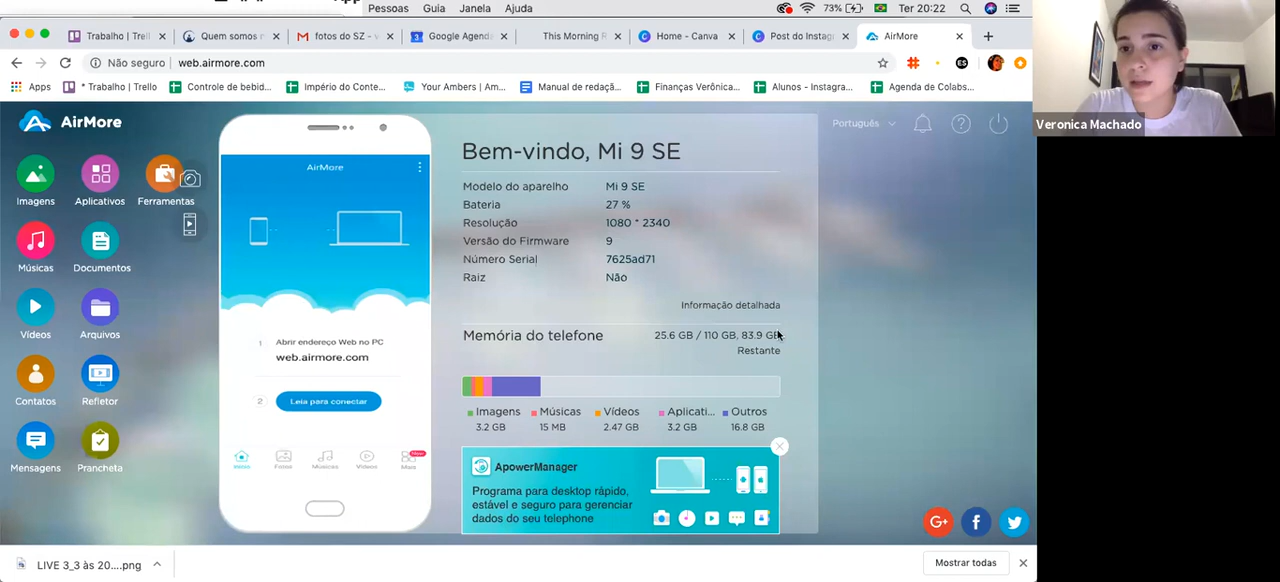 Pessoas Guia Janela Ajuda
73% Ter 20:22
Trabalho | Trell
Quem somos n
fotos do SZ - v
Google Agenda
This Morning R
Home - Canva
Post do Instag
AirMore
Não seguro | web.airmore.com
ES
Apps
* Trabalho | Trello
Controle de bebid...
Império do Conte...
Your Ambers | Am...
Manual de redaçã...
Finanças Verônica...
Alunos - Instagra...
Agenda de Colabs...
Veronica Machado
AirMore
Português
Imagens
Aplicativos
Ferramentas
Músicas
Documentos
Vídeos
Arquivos
Contatos
Refletor
Mensagens
Prancheta
AirMore
1 Abrir endereço Web no PC
web.airmore.com
2 Leia para conectar
Músicas
Mais
Bem-vindo, Mi 9 SE
Modelo do aparelho Mi 9 SE
Bateria 27 %
Resolução 1080 * 2340
Versão do Firmware 9
Número Serial 7625ad71
Raiz Não
Informação detalhada
Memória do telefone 25.6 GB / 110 GB, 83.9 GB
Restante
Imagens Músicas Vídeos Aplicati... Outros
3.2 GB 15 MB 2.47 GB 3.2 GB 16.8 GB
ApowerManager
Programa para desktop rápido,
estável e seguro para gerenciar
dados do seu telephone
G+
LIVE 3_3 às 20....png
Mostrar todas